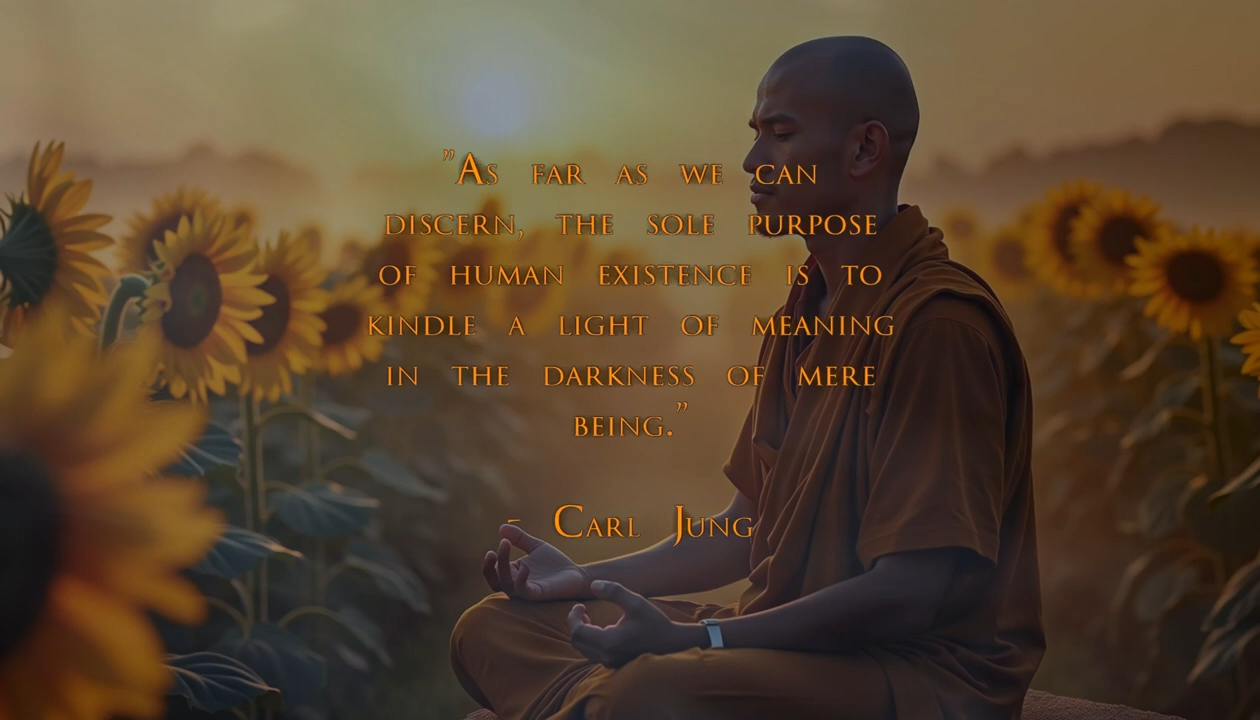 "As far as we can
discern, the sole purpose
of human existence is to
kindle a light of meaning
in the darkness of mere
being."
- Carl Jung